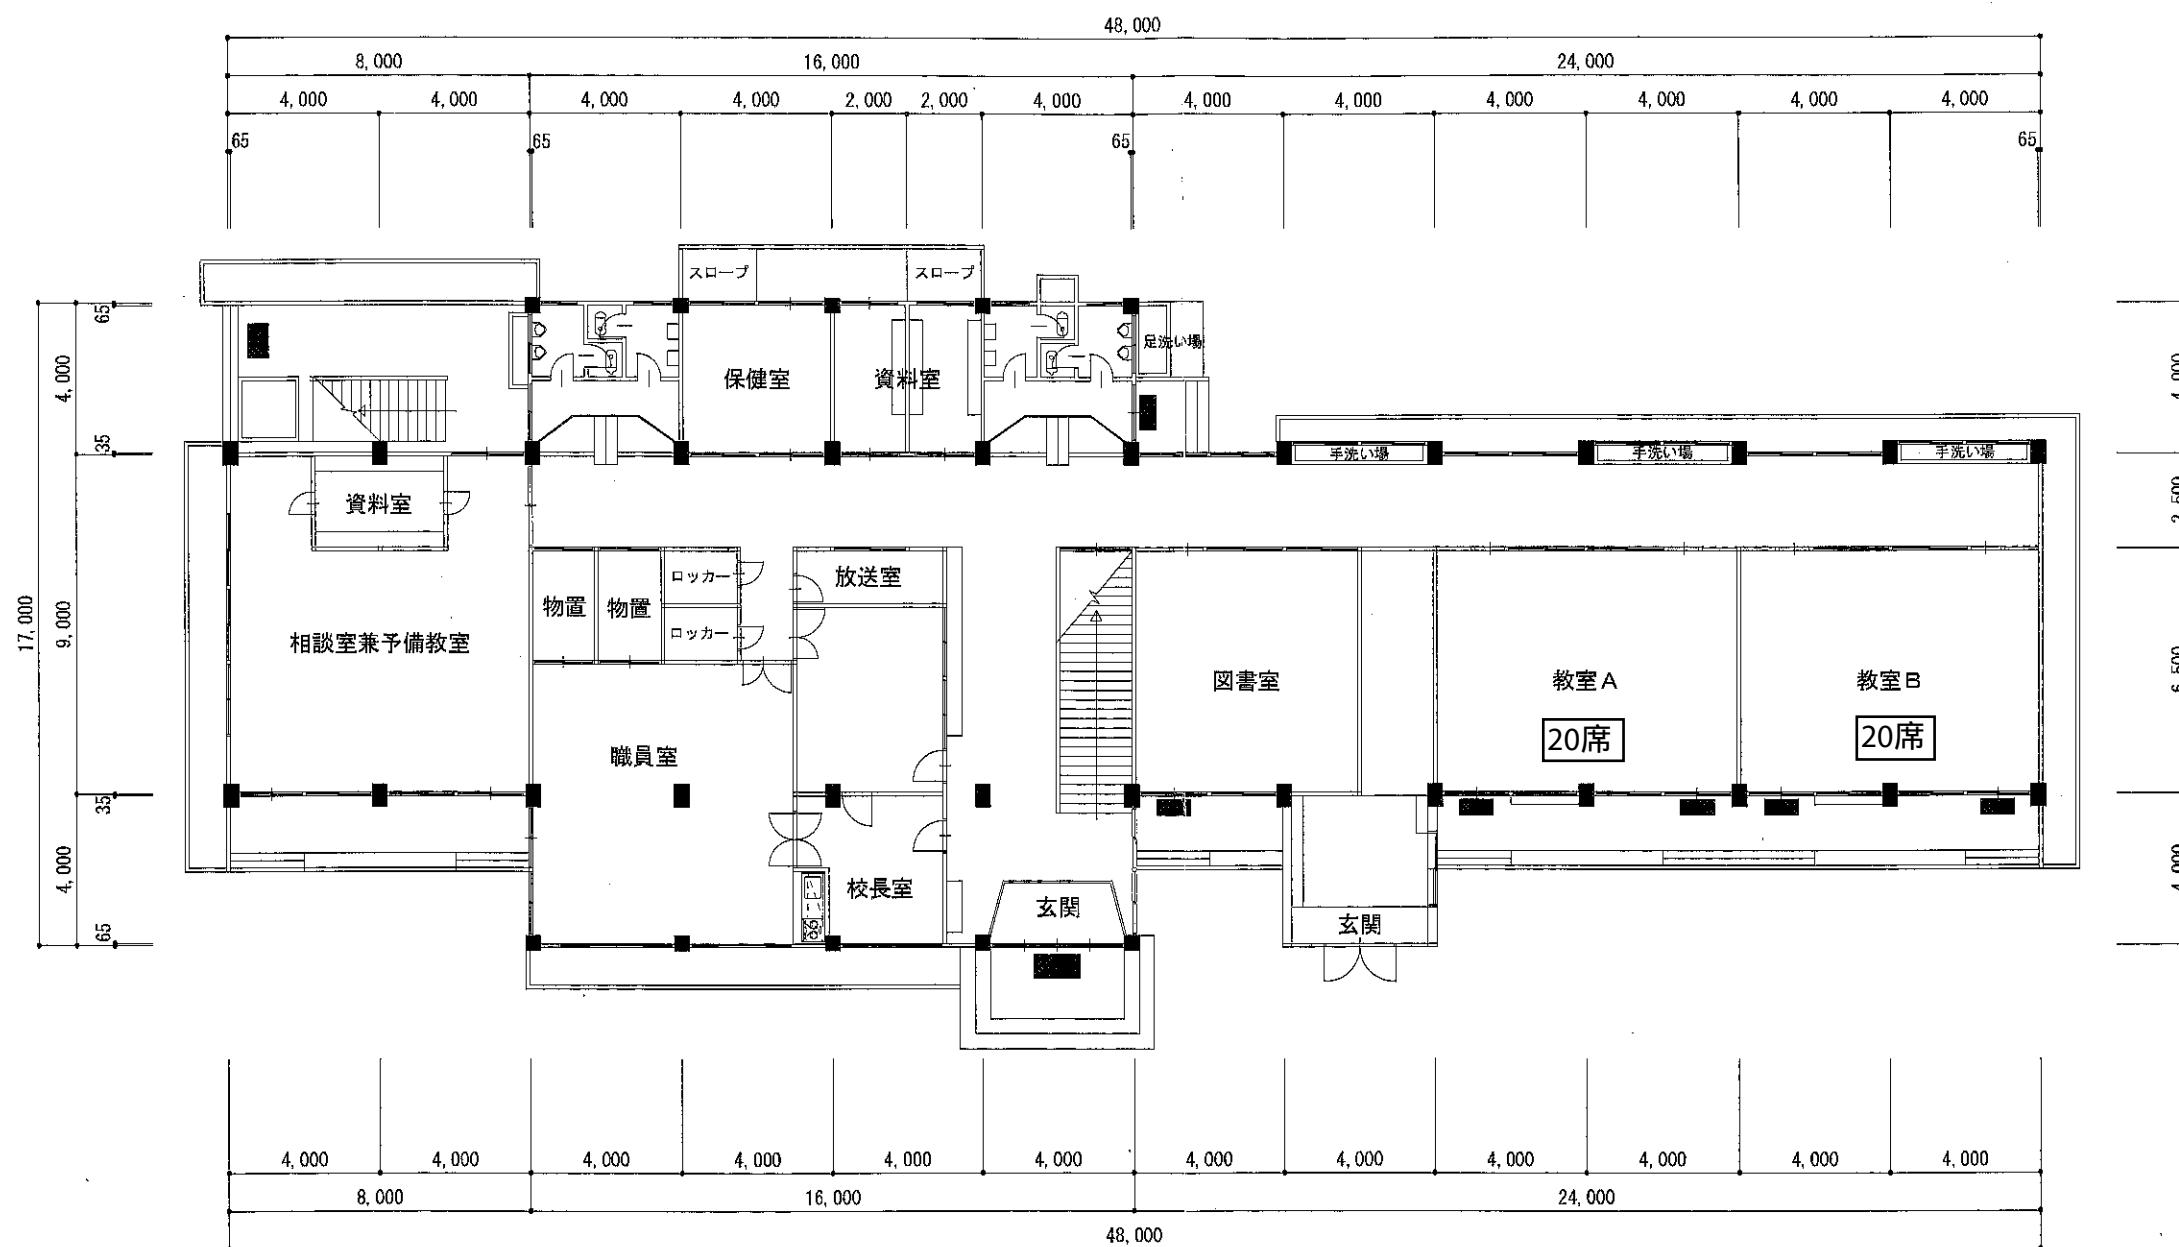 48,000
8,000 16,000 24,000
4,000 4,000 4,000 4,000 2,000 2,000 4,000 4,000 4,000 4,000 4,000 4,000 4,000
65 65 65 65
スロープ スロープ
65
4,000
35
17,000
9,000
35
4,000
65
足洗い場
保健室 資料室
手洗い場 手洗い場 手洗い場
資料室
ロッカー 放送室
物置 物置
ロッカー
相談室兼予備教室
図書室 教室A 教室B
20席 20席
職員室
校長室
玄関
玄関
4,000 4,000 4,000 4,000 4,000 4,000 4,000 4,000 4,000 4,000 4,000 4,000
8,000 16,000 24,000
48,000